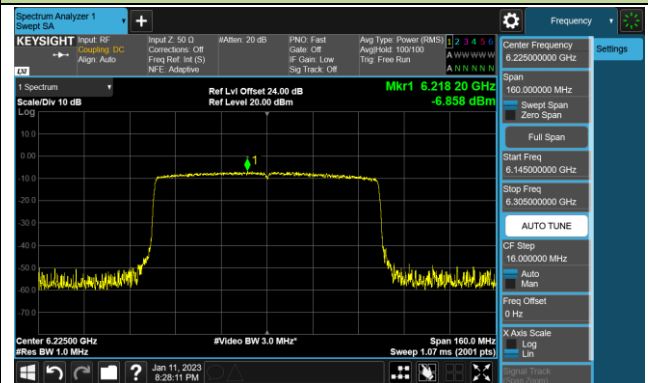 Spectrum Analyzer 1
Swept SA
+
Frequency
KEYSIGHT
Input: RF
Coupling: DC
Align: Auto
Input Z: 50 Ω
Corrections: Off
Freq Ref: Int (S)
NFE: Adaptive
#Atten: 20 dB
PNO: Fast
Gate: Off
IF Gain: Low
Sig Track: Off
Avg Type: Power (RMS)
Avg|Hold: 100/100
Trig: Free Run
1 2 3 4 5 6
A W W W W W
A N N N N N
LXI
1 Spectrum
Scale/Div 10 dB
Log
Ref Lvl Offset 24.00 dB
Ref Level 20.00 dBm
Mkr1 6.218 20 GHz
-6.858 dBm
10.0
0.00
-10.0
-20.0
-30.0
-40.0
-50.0
-60.0
-70.0
1
Center 6.22500 GHz
#Res BW 1.0 MHz
#Video BW 3.0 MHz*
Span 160.0 MHz
Sweep 1.07 ms (2001 pts)
Center Frequency
6.225000000 GHz
Settings
Span
160.000000 MHz
Swept Span
Zero Span
Full Span
Start Freq
6.145000000 GHz
Stop Freq
6.305000000 GHz
AUTO TUNE
CF Step
16.000000 MHz
Auto
Man
Freq Offset
0 Hz
X Axis Scale
Log
Lin
Signal Track
(Span Zoom)
?
Jan 11, 2023
8:28:11 PM